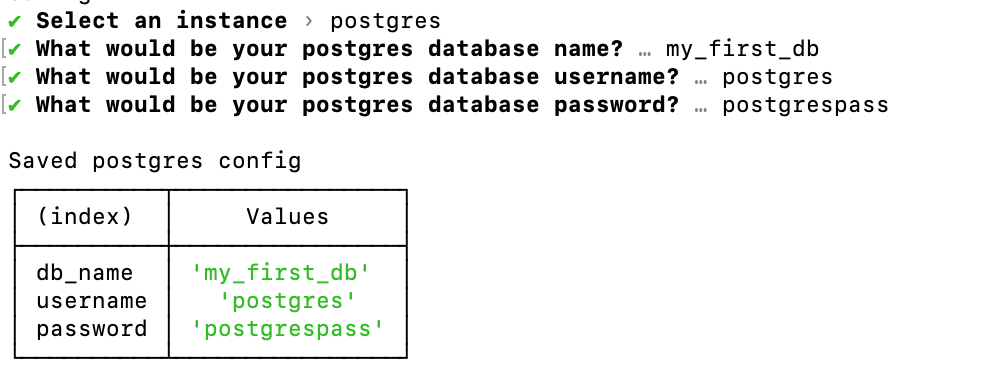 ✔ Select an instance › postgres
✔ What would be your postgres database name? … my_first_db
✔ What would be your postgres database username? … postgres
✔ What would be your postgres database password? … postgrespass
Saved postgres config
(index) Values
db_name 'my_first_db'
username 'postgres'
password 'postgrespass'